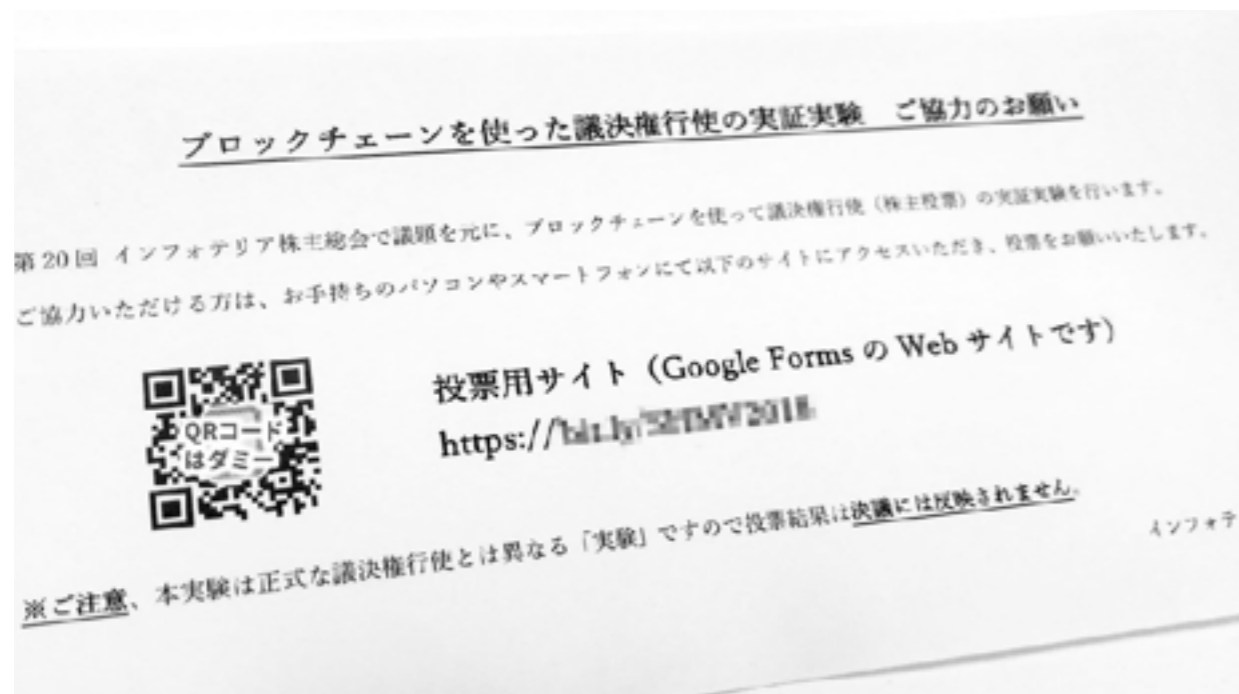 ブロックチェーンを使った議決権行使の実証実験　ご協力のお願い
第20回 インフォテリア株主総会で議題を元に、ブロックチェーンを使って議決権行使（株主投票）の実証実験を行います。
ご協力いただける方は、お手持ちのパソコンやスマートフォンにて以下のサイトにアクセスいただき、投票をお願いいたします。
QRコード
はダミー
投票用サイト（Google Forms の Web サイトです）
https://
※ご注意、本実験は正式な議決権行使とは異なる「実験」ですので投票結果は決議には反映されません。
インフォテ